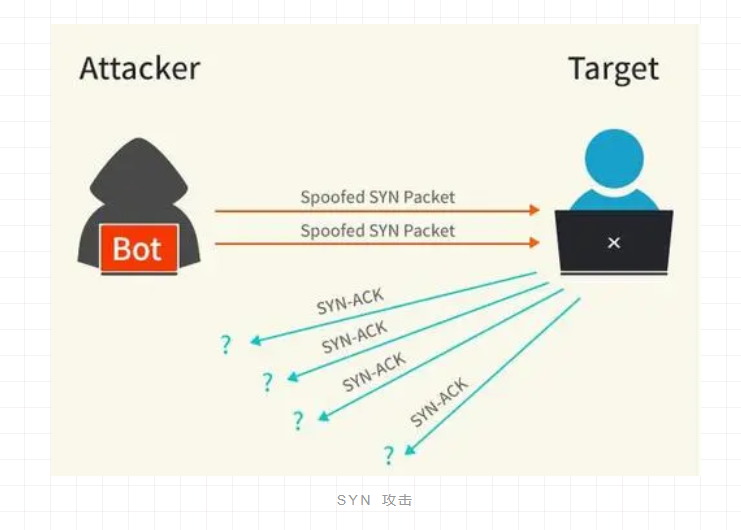 Attacker
Target
Spoofed SYN Packet
Spoofed SYN Packet
Bot
×
SYN-ACK
?
SYN-ACK
?
SYN-ACK
?
SYN-ACK
?
SYN 攻击